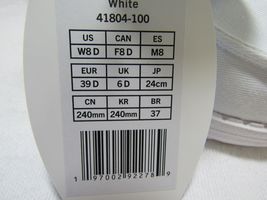 White
41804-100
US CAN ES
W8 D F8 D M8
EUR UK JP
39 D 6 D 24cm
CN KR BR
240mm 240mm 37
1 97002 92278 9